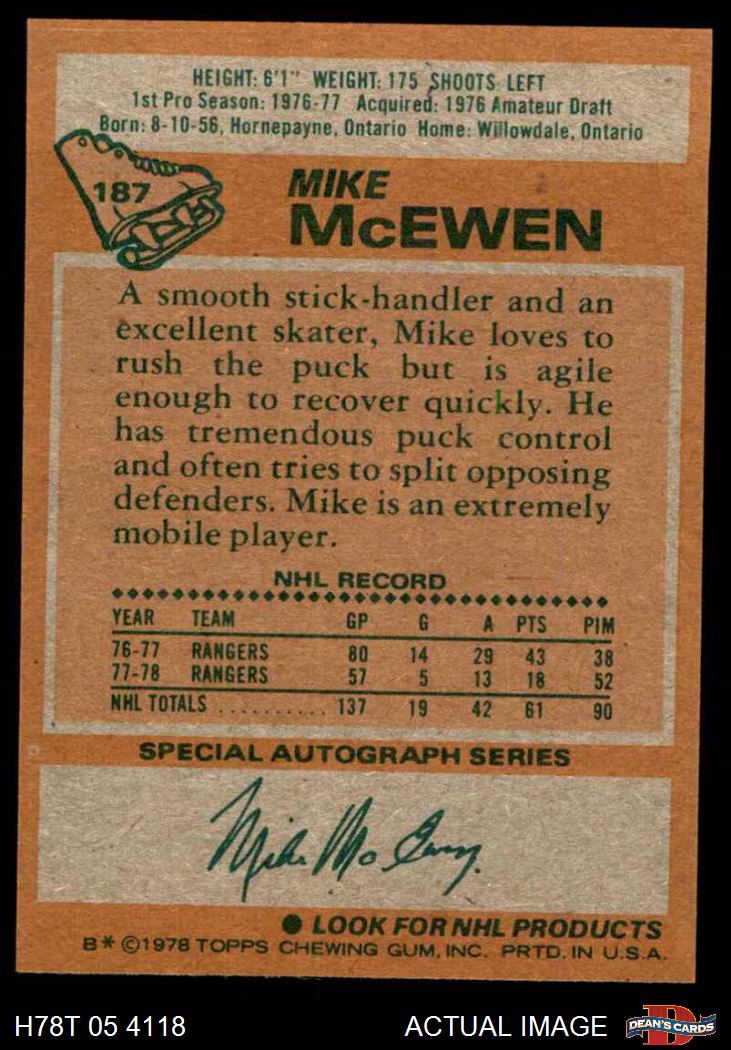 HEIGHT: 6'1" WEIGHT: 175 SHOOTS LEFT
1st Pro Season: 1976-77 Acquired: 1976 Amateur Draft
Born: 8-10-56, Hornepayne, Ontario Home: Willowdale, Ontario
187
MIKE
McEWEN
A smooth stick-handler and an
excellent skater, Mike loves to
rush the puck but is agile
enough to recover quickly. He
has tremendous puck control
and often tries to split opposing
defenders. Mike is an extremely
mobile player.
NHL RECORD
YEAR TEAM GP G A PTS PIM
76-77 RANGERS 80 14 29 43 38
77-78 RANGERS 57 5 13 18 52
NHL TOTALS .......... 137 19 42 61 90
SPECIAL AUTOGRAPH SERIES
Mike McEwen
● LOOK FOR NHL PRODUCTS
B* ©1978 TOPPS CHEWING GUM, INC. PRTD. IN U.S.A.
H78T 05 4118 ACTUAL IMAGE DEAN'S CARDS